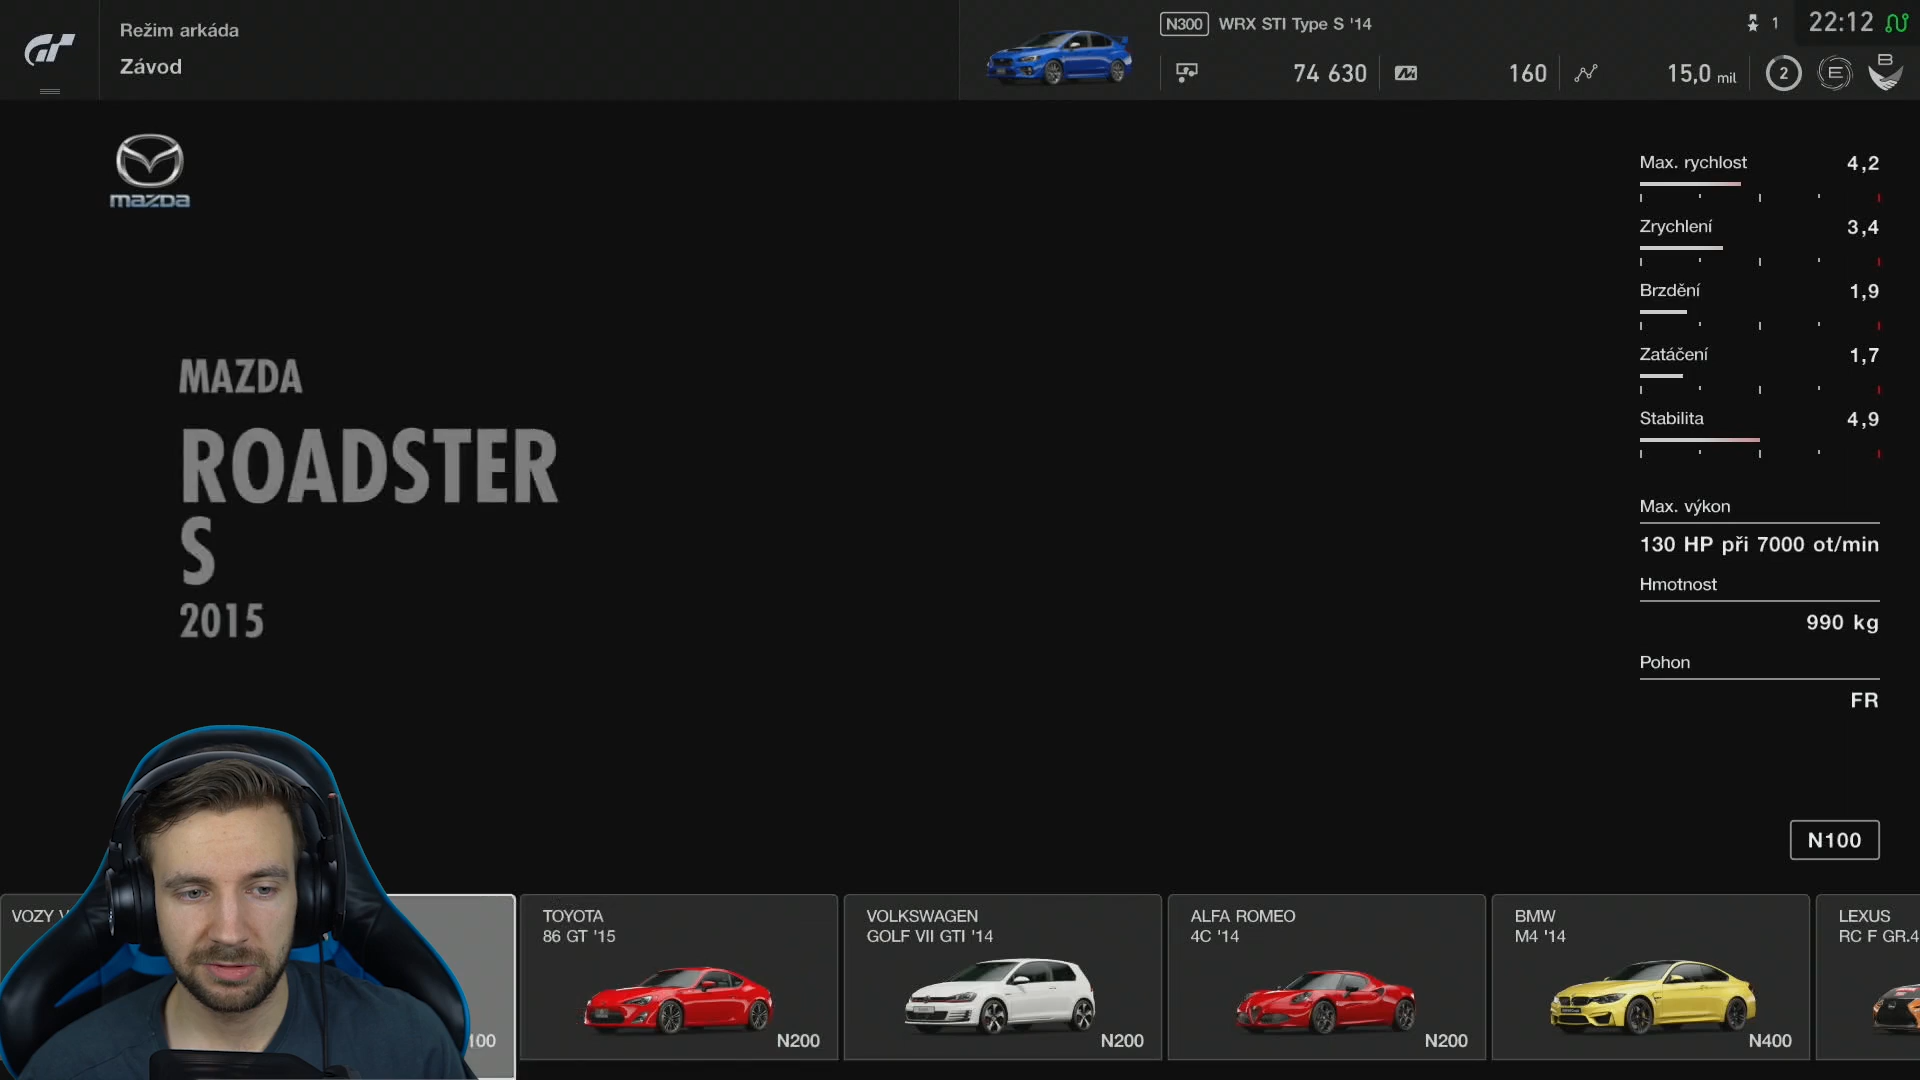 Režim arkáda
Závod
N300 WRX STI Type S '14
1
22:12
74 630
160
15,0 mil
2
E
B
mazda
MAZDA
ROADSTER
S
2015
Max. rychlost 4,2
Zrychlení 3,4
Brzdění 1,9
Zatáčení 1,7
Stabilita 4,9
Max. výkon
130 HP při 7000 ot/min
Hmotnost
990 kg
Pohon
FR
N100
VOZY
100
TOYOTA
86 GT '15
N200
VOLKSWAGEN
GOLF VII GTI '14
N200
ALFA ROMEO
4C '14
N200
BMW
M4 '14
N400
LEXUS
RC F GR.4